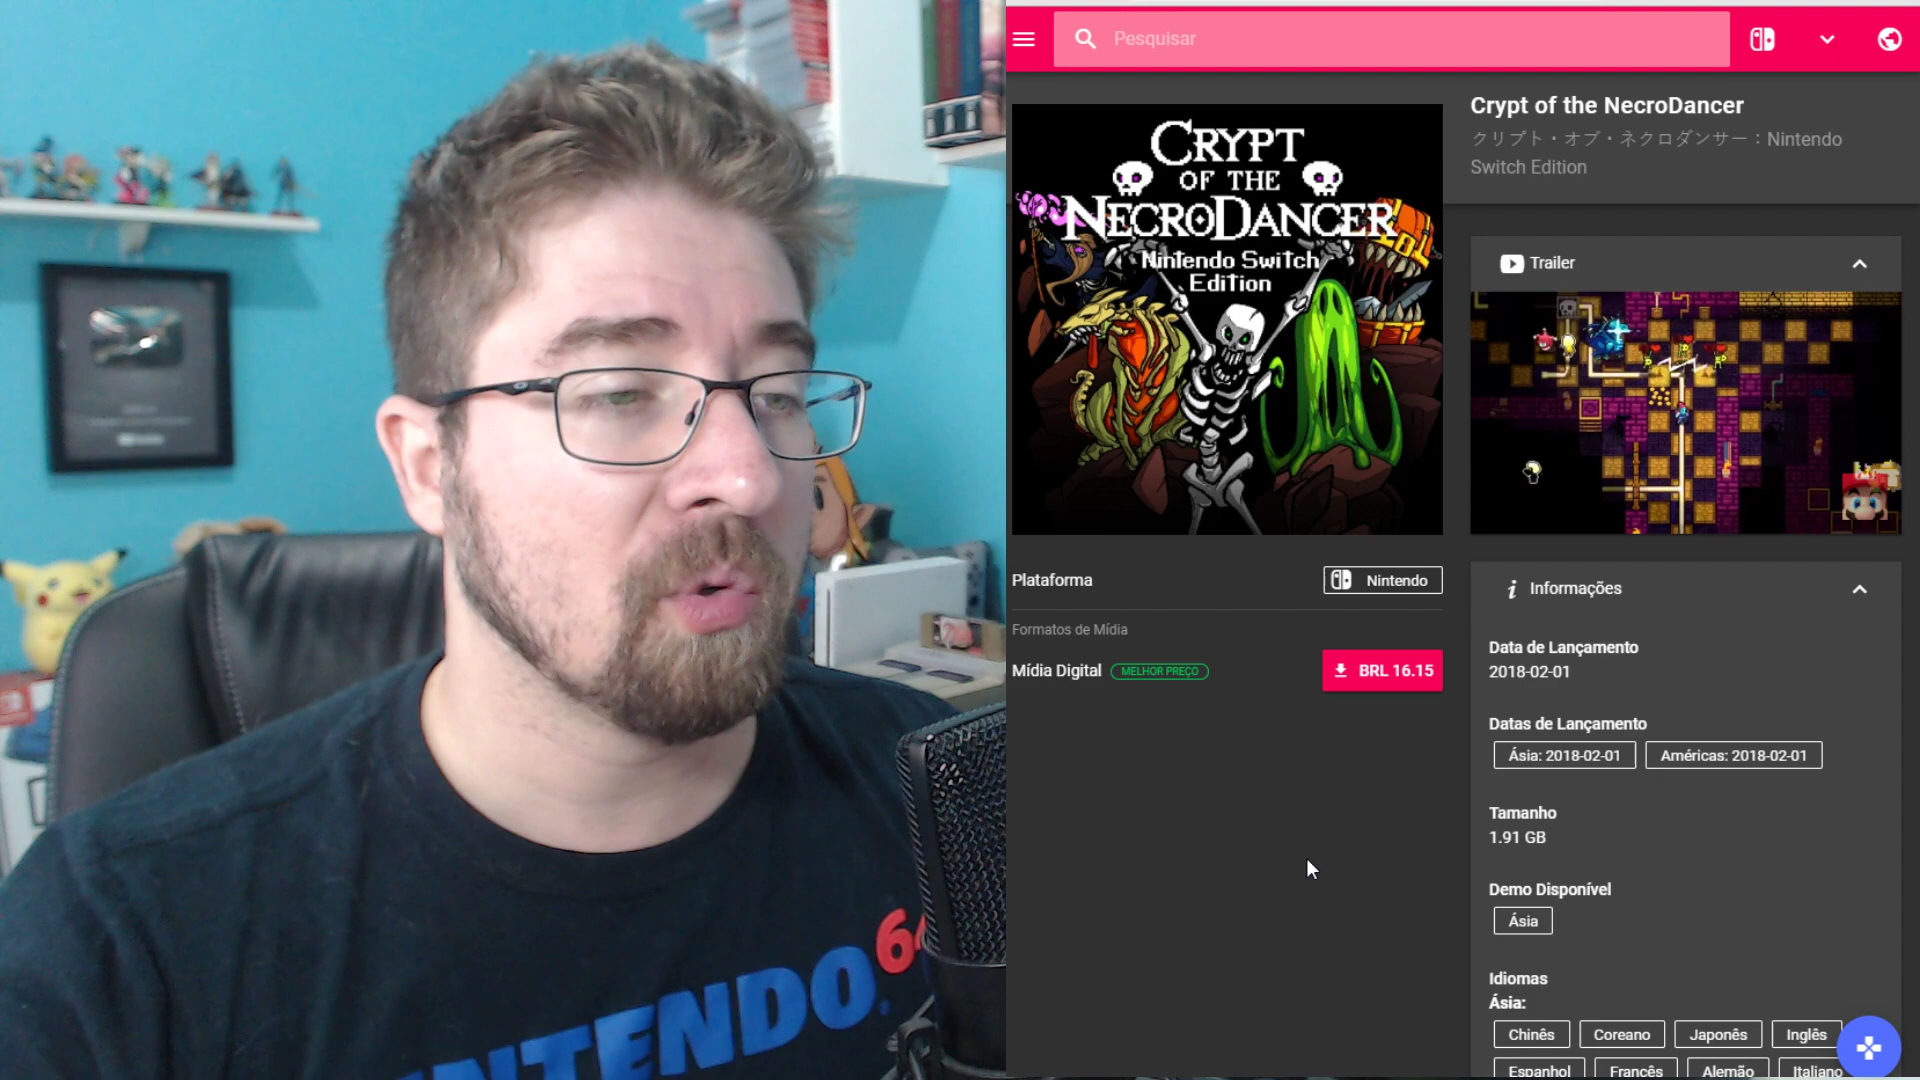 Pesquisar
Crypt of the NecroDancer
クリプト・オブ・ネクロダンサー：Nintendo
Switch Edition
CRYPT
OF THE
NECRODANCER
Nintendo Switch
Edition
Trailer
Plataforma
Nintendo
Formatos de Mídia
Mídia Digital
MELHOR PREÇO
BRL 16.15
Informações
Data de Lançamento
2018-02-01
Datas de Lançamento
Ásia: 2018-02-01
Américas: 2018-02-01
Tamanho
1.91 GB
Demo Disponível
Ásia
Idiomas
Ásia:
Chinês
Coreano
Japonês
Inglês
Espanhol
Francês
Alemão
Italiano
NTENDO 64